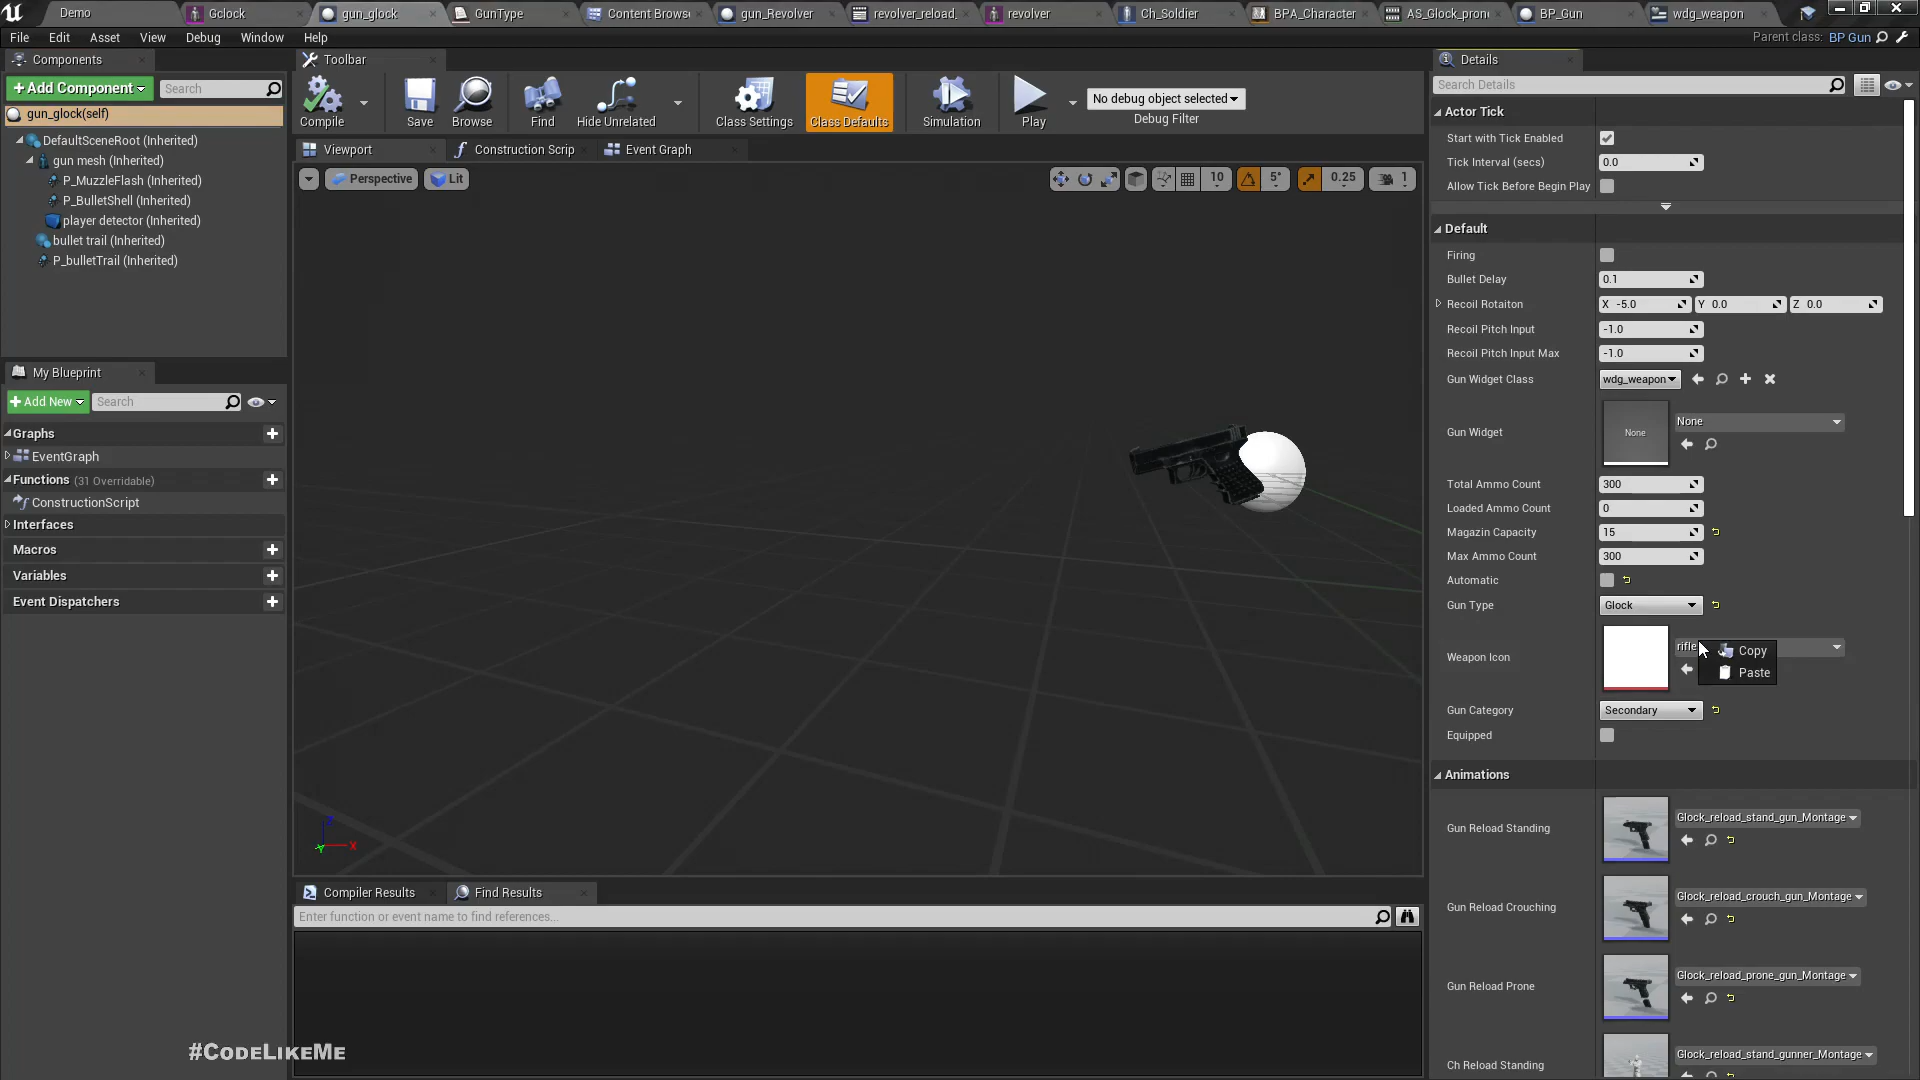 Demo
Gclock
gun_glock
GunType
Content Browse
gun_Revolver
revolver_reload_
revolver
Ch_Soldier
BPA_Character
AS_Glock_pron
BP_Gun
wdg_weapon
File Edit Asset View Debug Window Help
Parent class: BP Gun
Components
+Add Component
Search
gun_glock(self)
DefaultSceneRoot (Inherited)
gun mesh (Inherited)
P_MuzzleFlash (Inherited)
P_BulletShell (Inherited)
player detector (Inherited)
bullet trail (Inherited)
P_bulletTrail (Inherited)
My Blueprint
+Add New
Search
Graphs
EventGraph
Functions (31 Overridable)
ConstructionScript
Interfaces
Macros
Variables
Event Dispatchers
Toolbar
Compile
Save
Browse
Find
Hide Unrelated
Class Settings
Class Defaults
Simulation
Play
No debug object selected
Debug Filter
Viewport
Construction Scrip
Event Graph
Perspective
Lit
10
5°
0.25
1
Z
X
Y
Compiler Results
Find Results
Enter function or event name to find references...
#CodeLikeMe
Details
Search Details
Actor Tick
Start with Tick Enabled
Tick Interval (secs) 0.0
Allow Tick Before Begin Play
Default
Firing
Bullet Delay 0.1
Recoil Rotaiton X -5.0 Y 0.0 Z 0.0
Recoil Pitch Input -1.0
Recoil Pitch Input Max -1.0
Gun Widget Class wdg_weapon
Gun Widget None None
Total Ammo Count 300
Loaded Ammo Count 0
Magazin Capacity 15
Max Ammo Count 300
Automatic
Gun Type Glock
Weapon Icon rifle
Copy
Paste
Gun Category Secondary
Equipped
Animations
Gun Reload Standing Glock_reload_stand_gun_Montage
Gun Reload Crouching Glock_reload_crouch_gun_Montage
Gun Reload Prone Glock_reload_prone_gun_Montage
Ch Reload Standing Glock_reload_stand_gunner_Montage